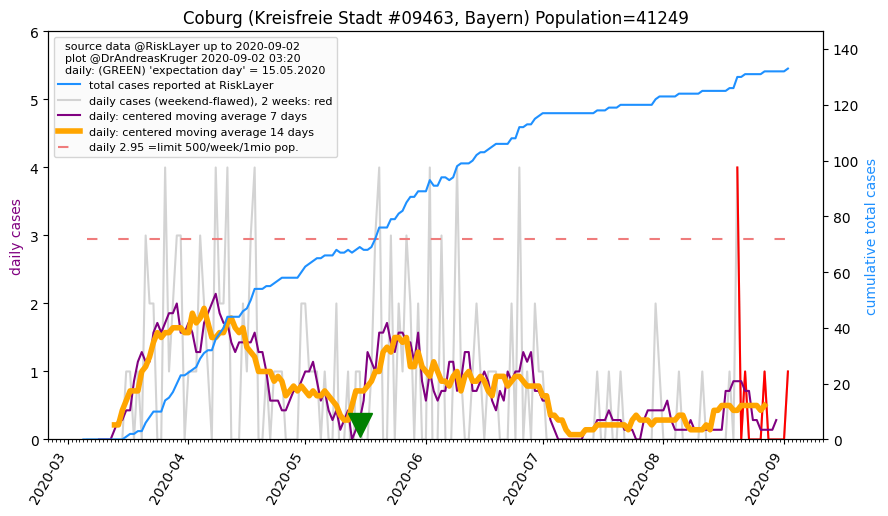 Coburg (Kreisfreie Stadt #09463, Bayern) Population=41249
source data @RiskLayer up to 2020-09-02
plot @DrAndreasKruger 2020-09-02 03:20
daily: (GREEN) 'expectation day' = 15.05.2020
total cases reported at RiskLayer
daily cases (weekend-flawed), 2 weeks: red
daily: centered moving average 7 days
daily: centered moving average 14 days
daily 2.95 =limit 500/week/1mio pop.
daily cases
6
5
4
3
2
1
0
cumulative total cases
140
120
100
80
60
40
20
0
2020-03
2020-04
2020-05
2020-06
2020-07
2020-08
2020-09